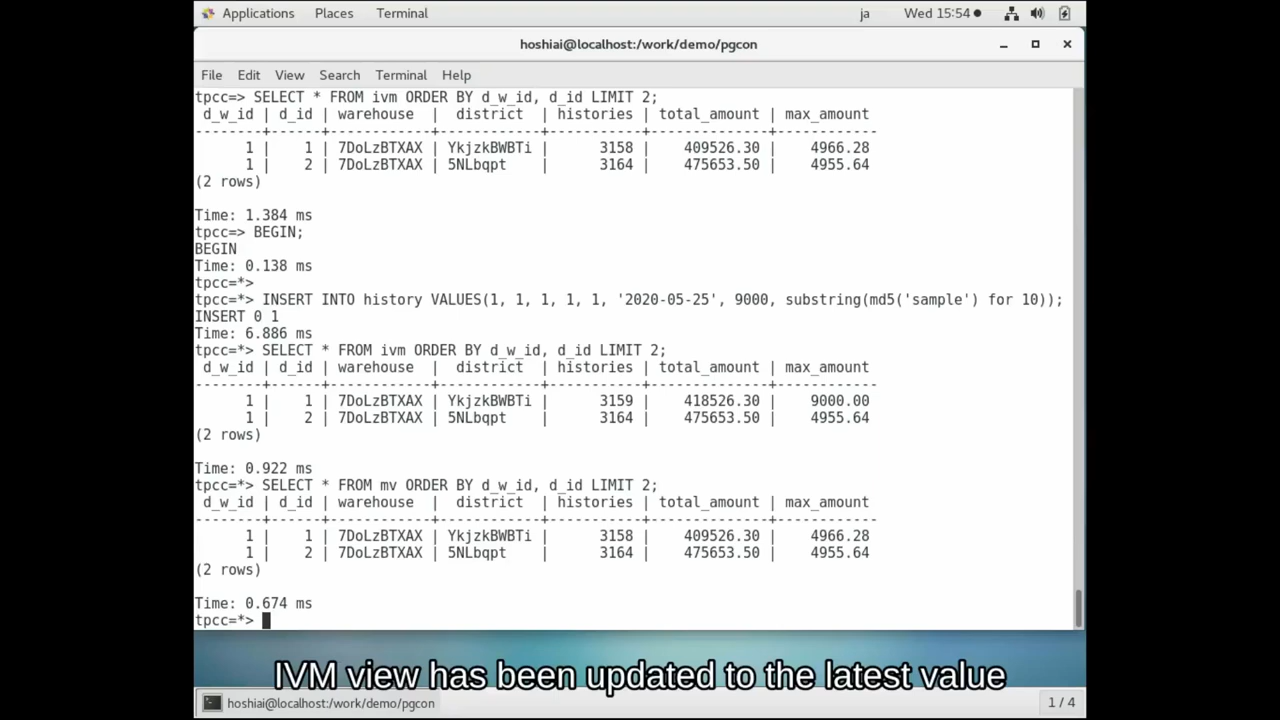 Applications Places Terminal ja Wed 15:54
hoshiai@localhost:/work/demo/pgcon
File Edit View Search Terminal Help
tpcc=> SELECT * FROM ivm ORDER BY d_w_id, d_id LIMIT 2;
 d_w_id | d_id | warehouse  |  district  | histories | total_amount | max_amount
--------+------+------------+------------+-----------+--------------+------------
      1 |    1 | 7DoLzBTXAX | YkjzkBWBTi |      3158 |    409526.30 |    4966.28
      1 |    2 | 7DoLzBTXAX | 5NLbqpt    |      3164 |    475653.50 |    4955.64
(2 rows)
Time: 1.384 ms
tpcc=> BEGIN;
BEGIN
Time: 0.138 ms
tpcc=*>
tpcc=*> INSERT INTO history VALUES(1, 1, 1, 1, 1, '2020-05-25', 9000, substring(md5('sample') for 10));
INSERT 0 1
Time: 6.886 ms
tpcc=*> SELECT * FROM ivm ORDER BY d_w_id, d_id LIMIT 2;
 d_w_id | d_id | warehouse  |  district  | histories | total_amount | max_amount
--------+------+------------+------------+-----------+--------------+------------
      1 |    1 | 7DoLzBTXAX | YkjzkBWBTi |      3159 |    418526.30 |    9000.00
      1 |    2 | 7DoLzBTXAX | 5NLbqpt    |      3164 |    475653.50 |    4955.64
(2 rows)
Time: 0.922 ms
tpcc=*> SELECT * FROM mv ORDER BY d_w_id, d_id LIMIT 2;
 d_w_id | d_id | warehouse  |  district  | histories | total_amount | max_amount
--------+------+------------+------------+-----------+--------------+------------
      1 |    1 | 7DoLzBTXAX | YkjzkBWBTi |      3158 |    409526.30 |    4966.28
      1 |    2 | 7DoLzBTXAX | 5NLbqpt    |      3164 |    475653.50 |    4955.64
(2 rows)
Time: 0.674 ms
tpcc=*>
IVM view has been updated to the latest value
hoshiai@localhost:/work/demo/pgcon 1 / 4